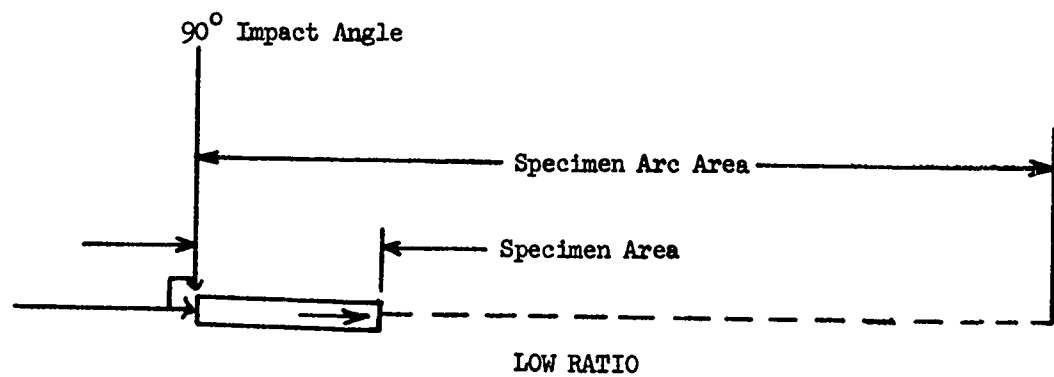 90° Impact Angle
Specimen Arc Area
Specimen Area
LOW RATIO